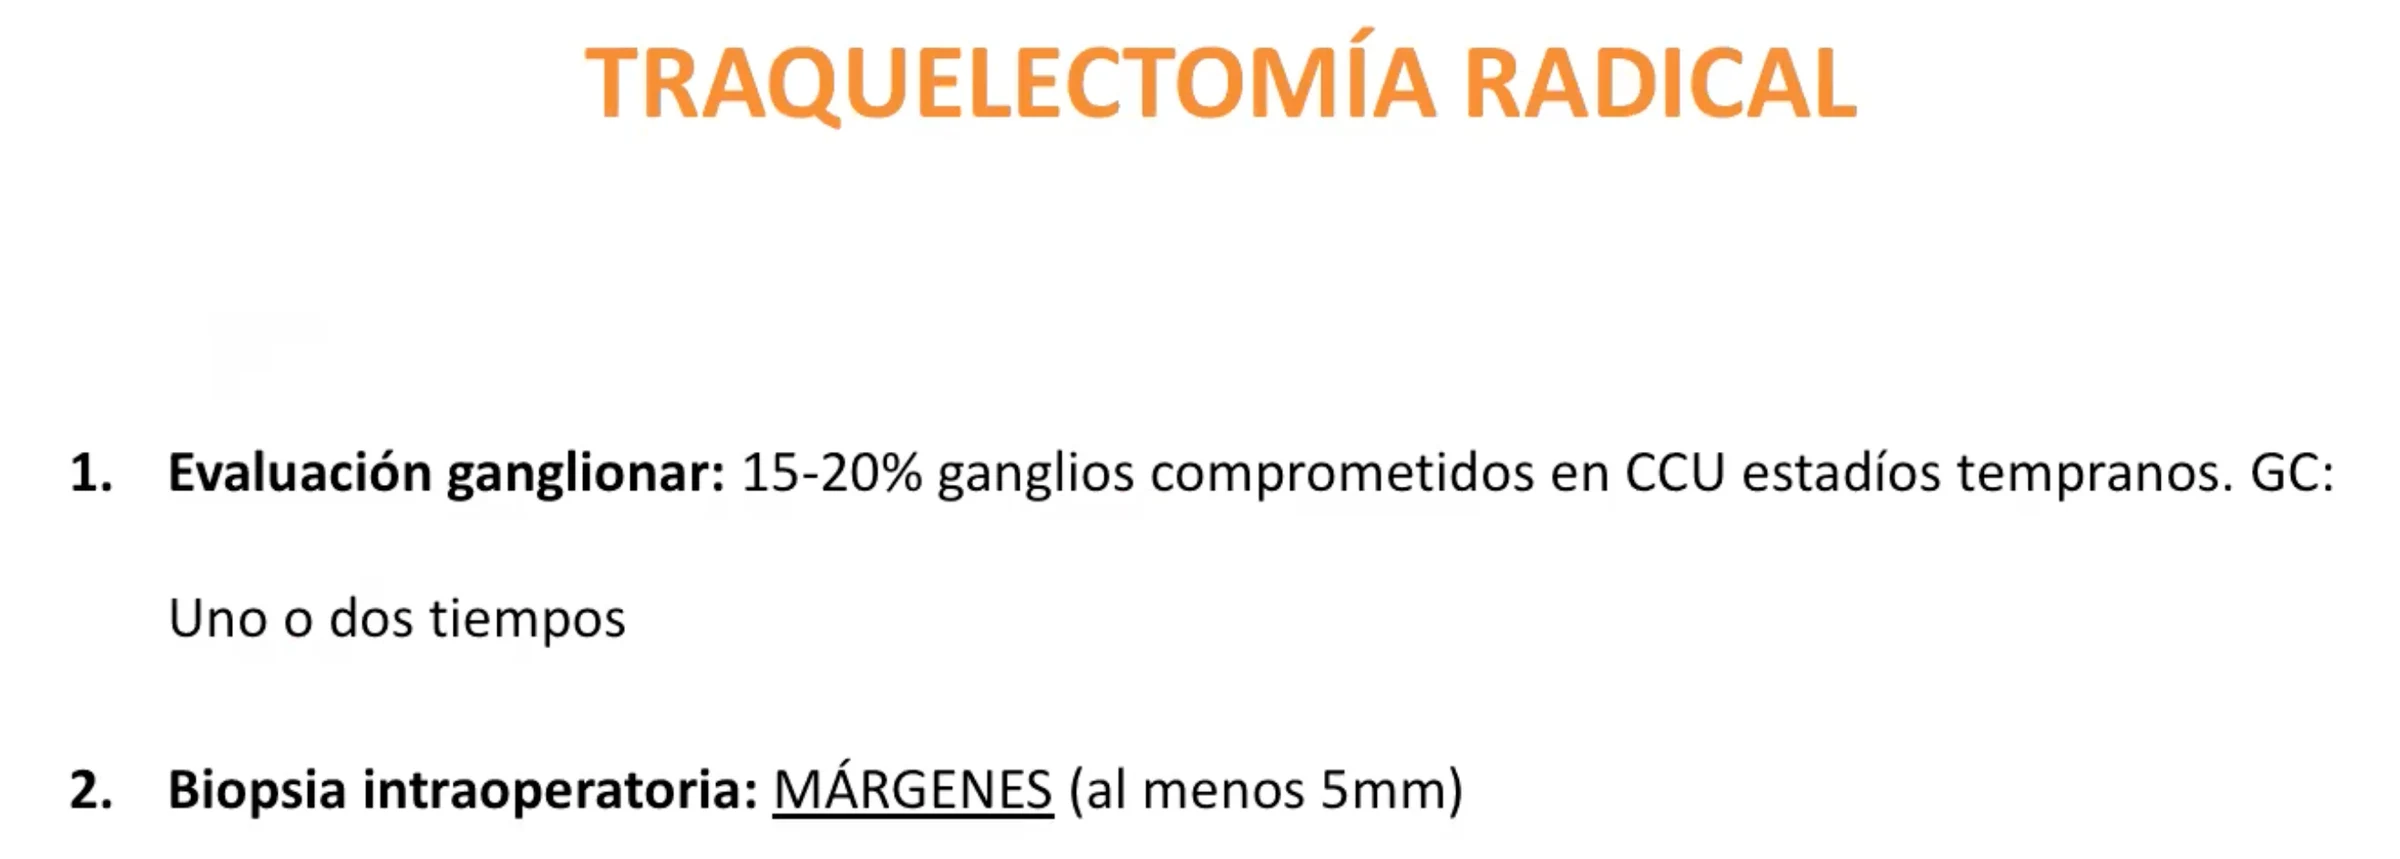 TRAQUELECTOMÍA RADICAL
1. Evaluación ganglionar: 15-20% ganglios comprometidos en CCU estadíos tempranos. GC:
Uno o dos tiempos
2. Biopsia intraoperatoria: MÁRGENES (al menos 5mm)